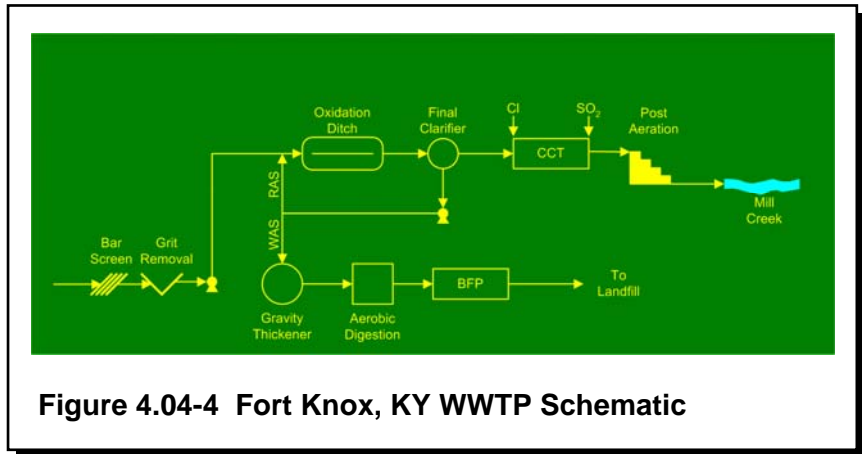 Oxidation
Ditch
Final
Clarifier
Cl
SO₂
Post
Aeration
CCT
RAS
WAS
Mill
Creek
Bar
Screen
Grit
Removal
BFP
To
Landfill
Gravity
Thickener
Aerobic
Digestion
Figure 4.04-4 Fort Knox, KY WWTP Schematic